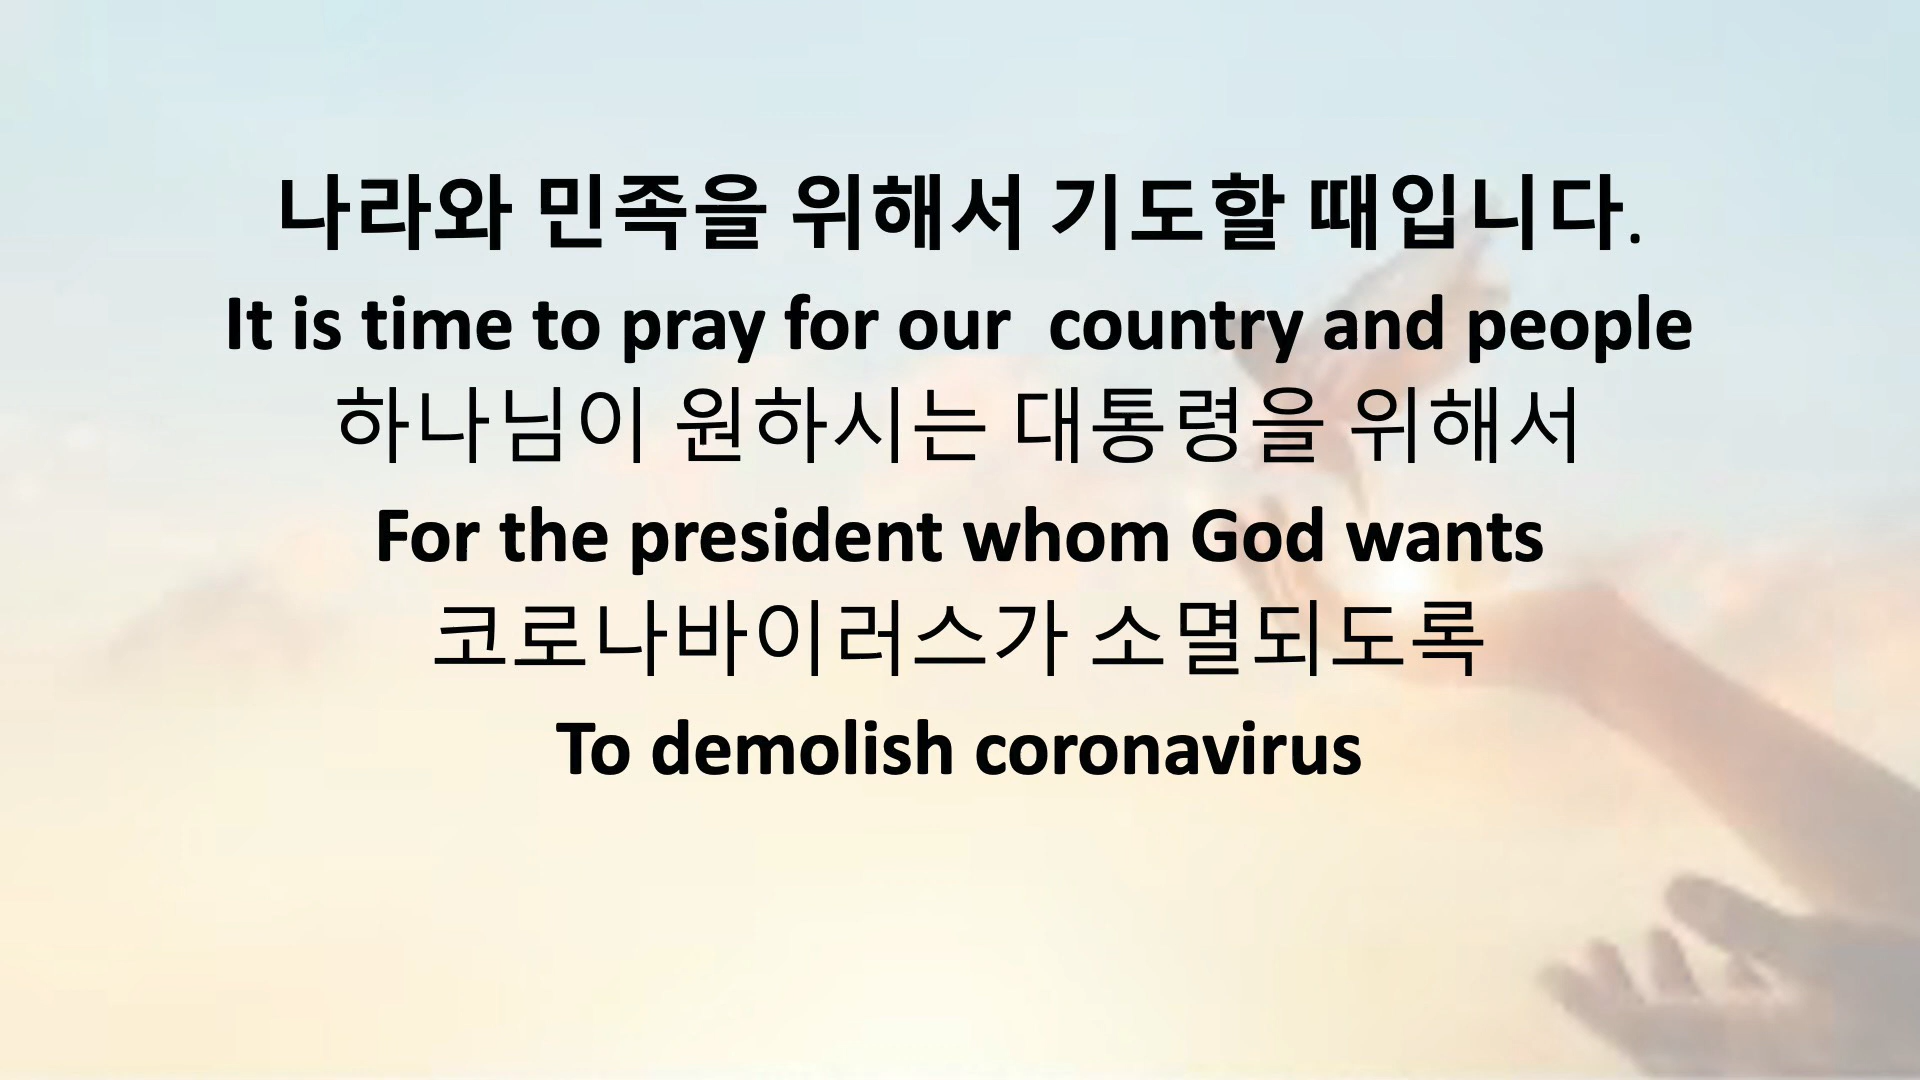 나라와 민족을 위해서 기도할 때입니다.
It is time to pray for our  country and people
하나님이 원하시는 대통령을 위해서
For the president whom God wants
코로나바이러스가 소멸되도록
To demolish coronavirus